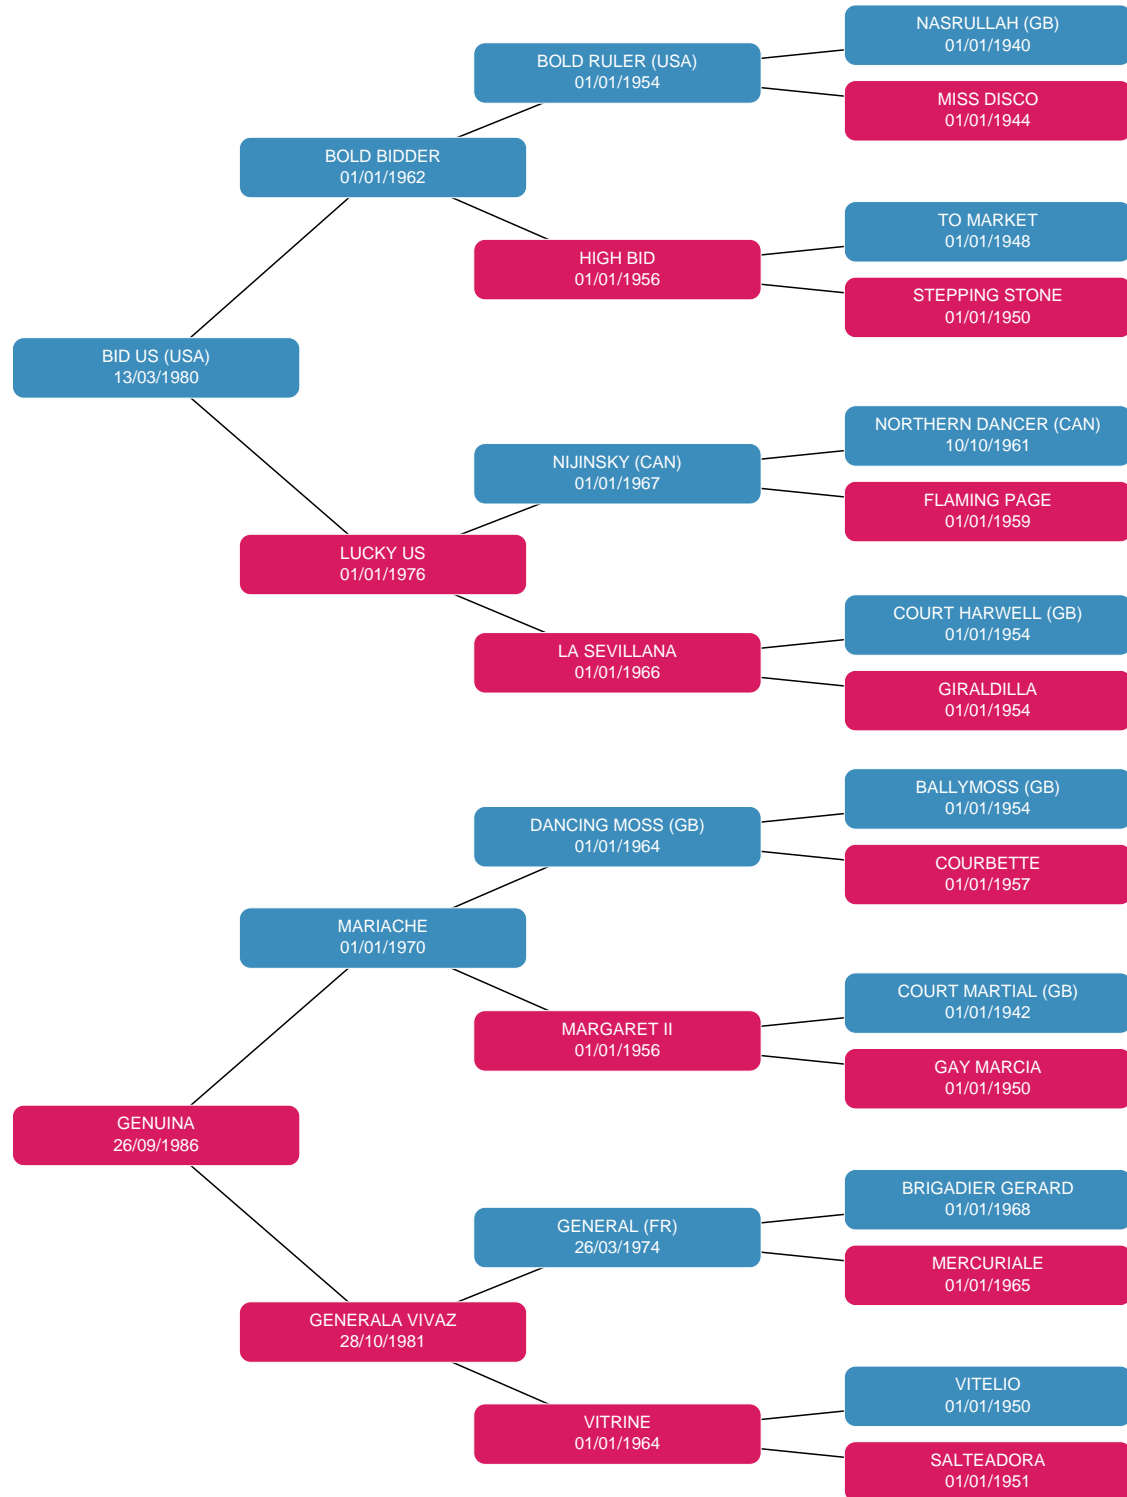 NASRULLAH (GB)
01/01/1940
BOLD RULER (USA)
01/01/1954
MISS DISCO
01/01/1944
BOLD BIDDER
01/01/1962
TO MARKET
01/01/1948
HIGH BID
01/01/1956
STEPPING STONE
01/01/1950
BID US (USA)
13/03/1980
NORTHERN DANCER (CAN)
10/10/1961
NIJINSKY (CAN)
01/01/1967
FLAMING PAGE
01/01/1959
LUCKY US
01/01/1976
COURT HARWELL (GB)
01/01/1954
LA SEVILLANA
01/01/1966
GIRALDILLA
01/01/1954
BALLYMOSS (GB)
01/01/1954
DANCING MOSS (GB)
01/01/1964
COURBETTE
01/01/1957
MARIACHE
01/01/1970
COURT MARTIAL (GB)
01/01/1942
MARGARET II
01/01/1956
GAY MARCIA
01/01/1950
GENUINA
26/09/1986
BRIGADIER GERARD
01/01/1968
GENERAL (FR)
26/03/1974
MERCURIALE
01/01/1965
GENERALA VIVAZ
28/10/1981
VITELIO
01/01/1950
VITRINE
01/01/1964
SALTEADORA
01/01/1951